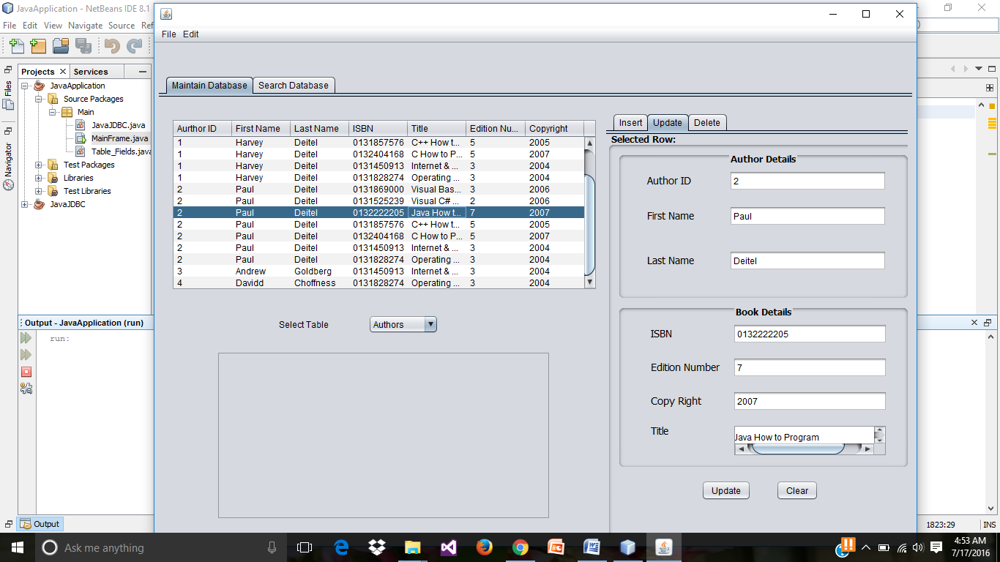 JavaApplication - NetBeans IDE 8.1
File Edit View Navigate Source Ref
File Edit
Projects Services
Files
Navigator
JavaApplication
Source Packages
Main
JavaJDBC.java
MainFrame.java
Table_Fields.java
Test Packages
Libraries
Test Libraries
JavaJDBC
Maintain Database Search Database
Aurthor ID First Name Last Name ISBN Title Edition Nu... Copyright
1 Harvey Deitel 0131857576 C++ How t... 5 2005
1 Harvey Deitel 0132404168 C How to P... 5 2007
1 Harvey Deitel 0131450913 Internet & ... 3 2004
1 Harvey Deitel 0131828274 Operating ... 3 2004
2 Paul Deitel 0131869000 Visual Bas... 3 2006
2 Paul Deitel 0131525239 Visual C# ... 2 2006
2 Paul Deitel 0132222205 Java How t... 7 2007
2 Paul Deitel 0131857576 C++ How t... 5 2005
2 Paul Deitel 0132404168 C How to P... 5 2007
2 Paul Deitel 0131450913 Internet & ... 3 2004
2 Paul Deitel 0131828274 Operating ... 3 2004
3 Andrew Goldberg 0131450913 Internet & ... 3 2004
4 Davidd Choffness 0131828274 Operating ... 3 2004
Select Table Authors
Insert Update Delete
Selected Row:
Author Details
Author ID 2
First Name Paul
Last Name Deitel
Book Details
ISBN 0132222205
Edition Number 7
Copy Right 2007
Title Java How to Program
Update Clear
Output - JavaApplication (run)
run:
Output
1823:29 INS
Ask me anything
4:53 AM
7/17/2016